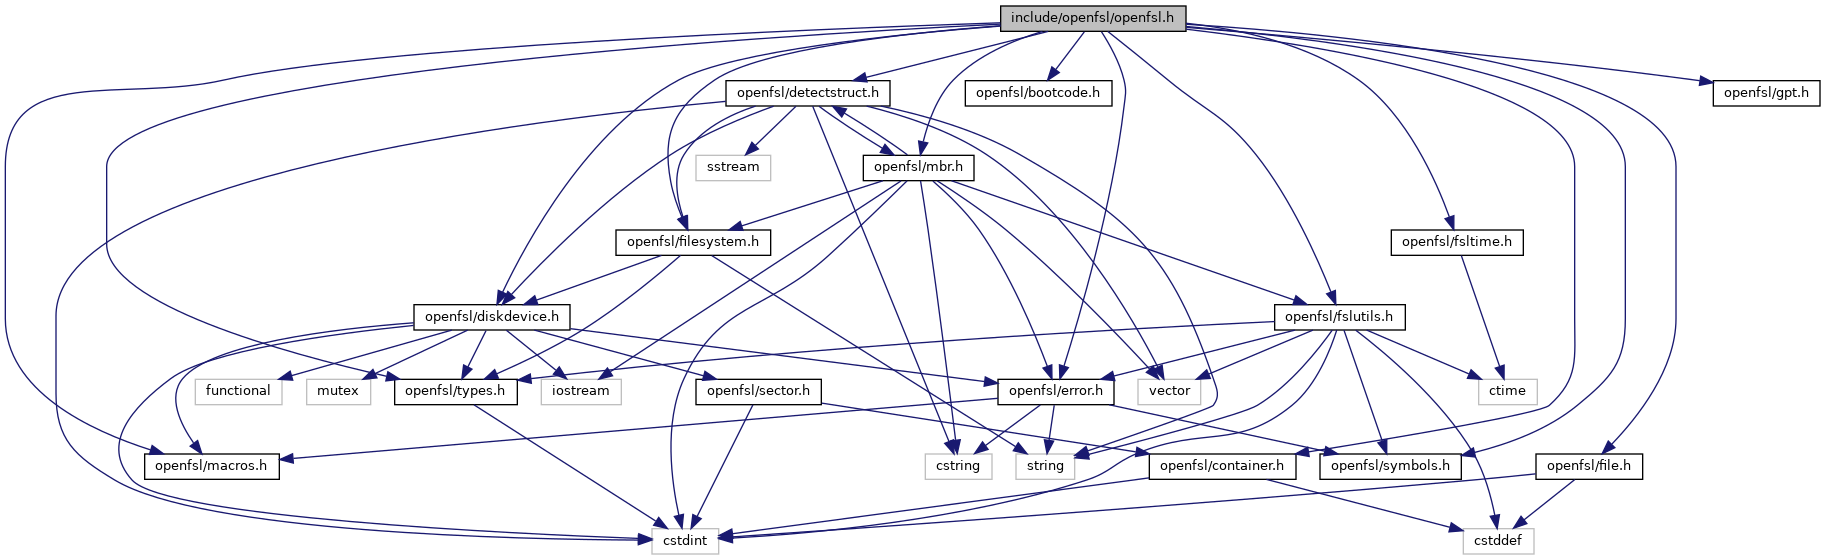 include/openfsl/openfsl.h
openfsl/detectstruct.h
openfsl/bootcode.h
openfsl/gpt.h
sstream
openfsl/mbr.h
openfsl/filesystem.h
openfsl/fsltime.h
openfsl/diskdevice.h
openfsl/fslutils.h
functional
mutex
openfsl/types.h
iostream
openfsl/sector.h
openfsl/error.h
vector
ctime
openfsl/macros.h
cstring
string
openfsl/container.h
openfsl/symbols.h
openfsl/file.h
cstdint
cstddef